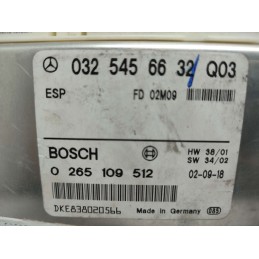 032 545 66 32 Q03
ESP FD 02M09
BOSCH HW 38/01
SW 34/02
0 265 109 512 02-09-18
DKE838020566 Made in Germany